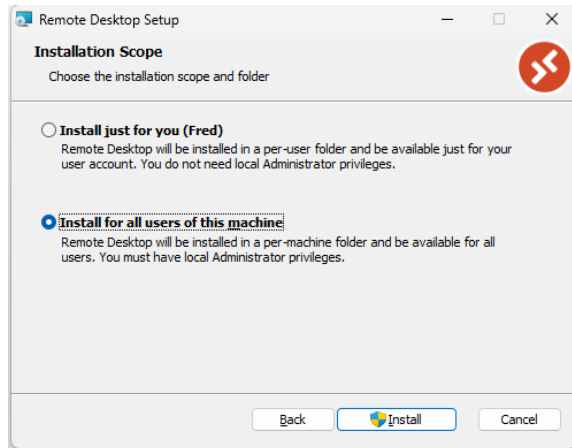 Remote Desktop Setup
Installation Scope
Choose the installation scope and folder
Install just for you (Fred)
Remote Desktop will be installed in a per-user folder and be available just for your
user account. You do not need local Administrator privileges.
Install for all users of this machine
Remote Desktop will be installed in a per-machine folder and be available for all
users. You must have local Administrator privileges.
Back Install Cancel